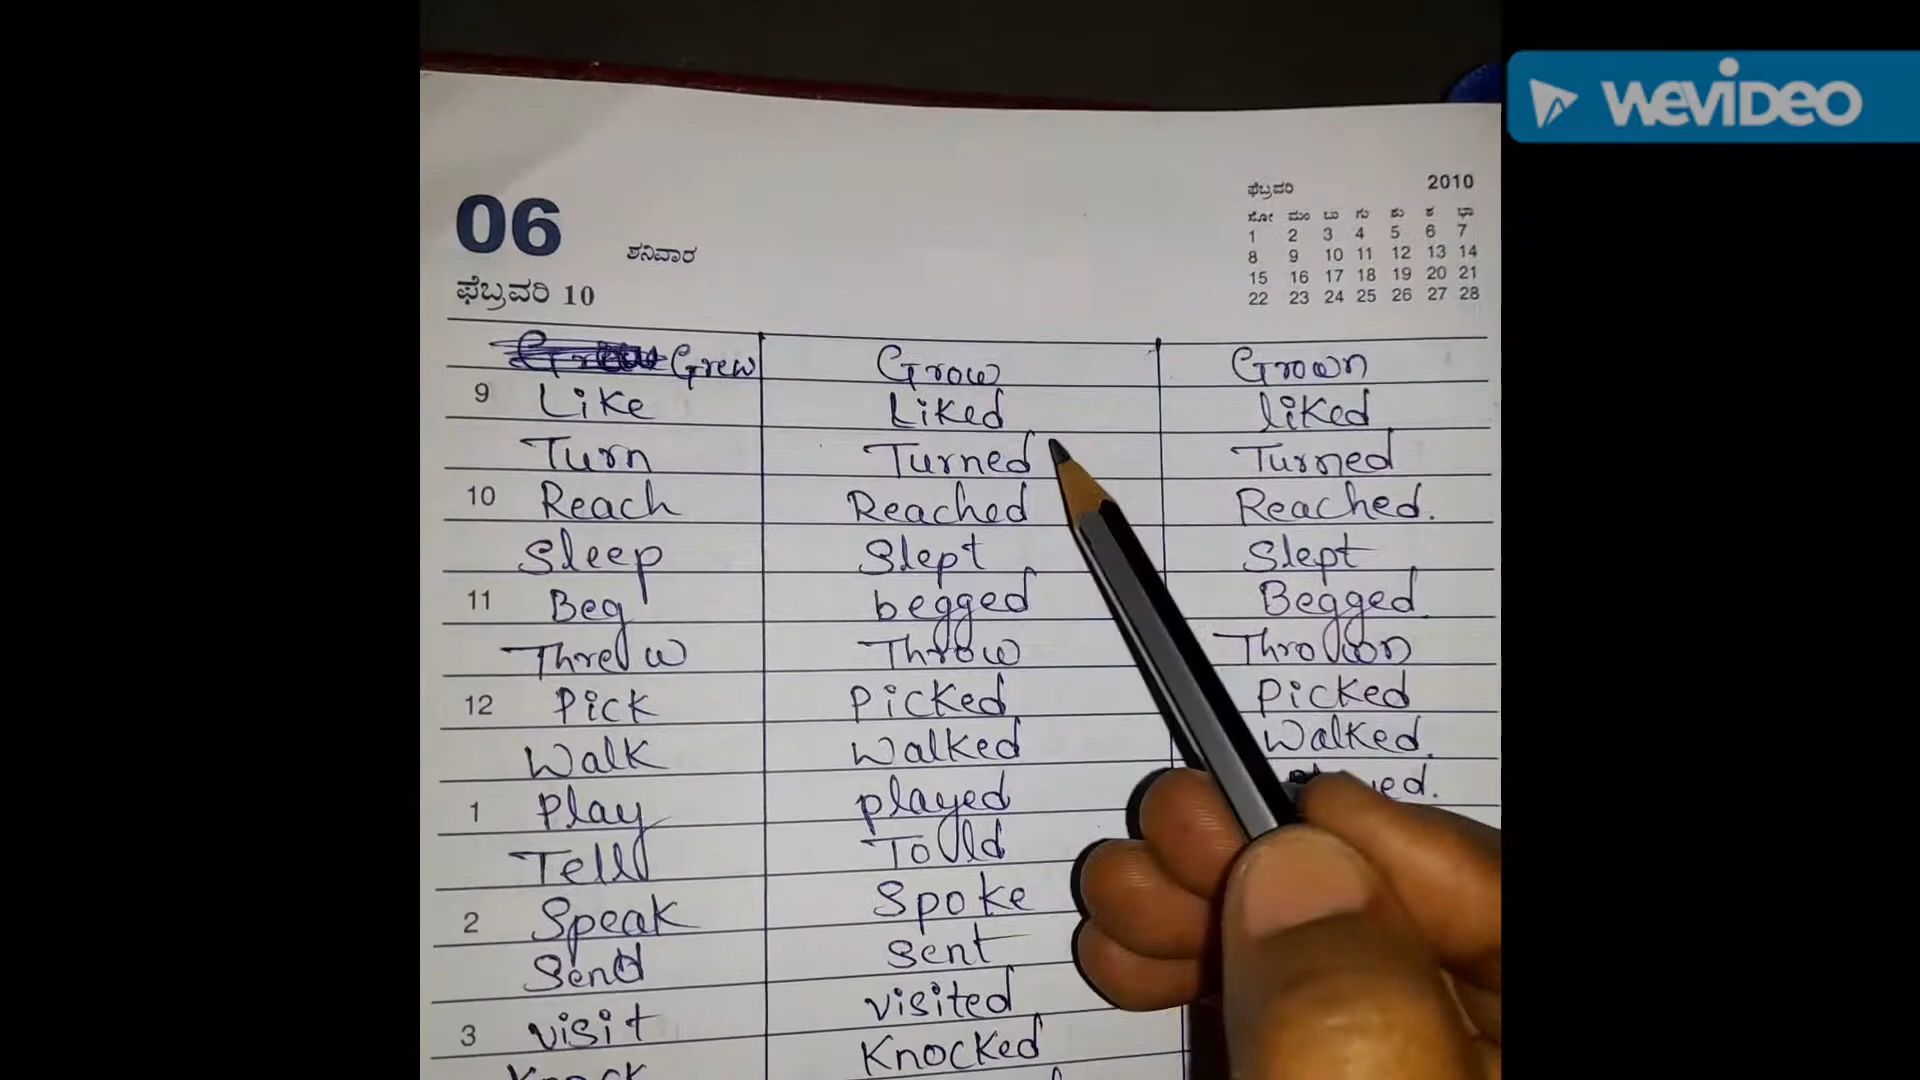 WEVIDEO
ಫೆಬ್ರವರಿ 2010
ಸೋ ಮಂ ಬು ಗು ಶು ಶ ಭಾ
1 2 3 4 5 6 7
8 9 10 11 12 13 14
15 16 17 18 19 20 21
22 23 24 25 26 27 28
06 ಶನಿವಾರ
ಫೆಬ್ರವರಿ 10
Grew Grow Grown
9 Like Liked liked
Turn Turned Turned
10 Reach Reached Reached.
Sleep Slept Slept
11 Beg begged Begged
Threw Throw Thrown
12 Pick Picked Picked
Walk Walked Walked.
1 Play played
Tell Told
2 Speak Spoke
Send Sent
3 visit visited
Knock Knocked